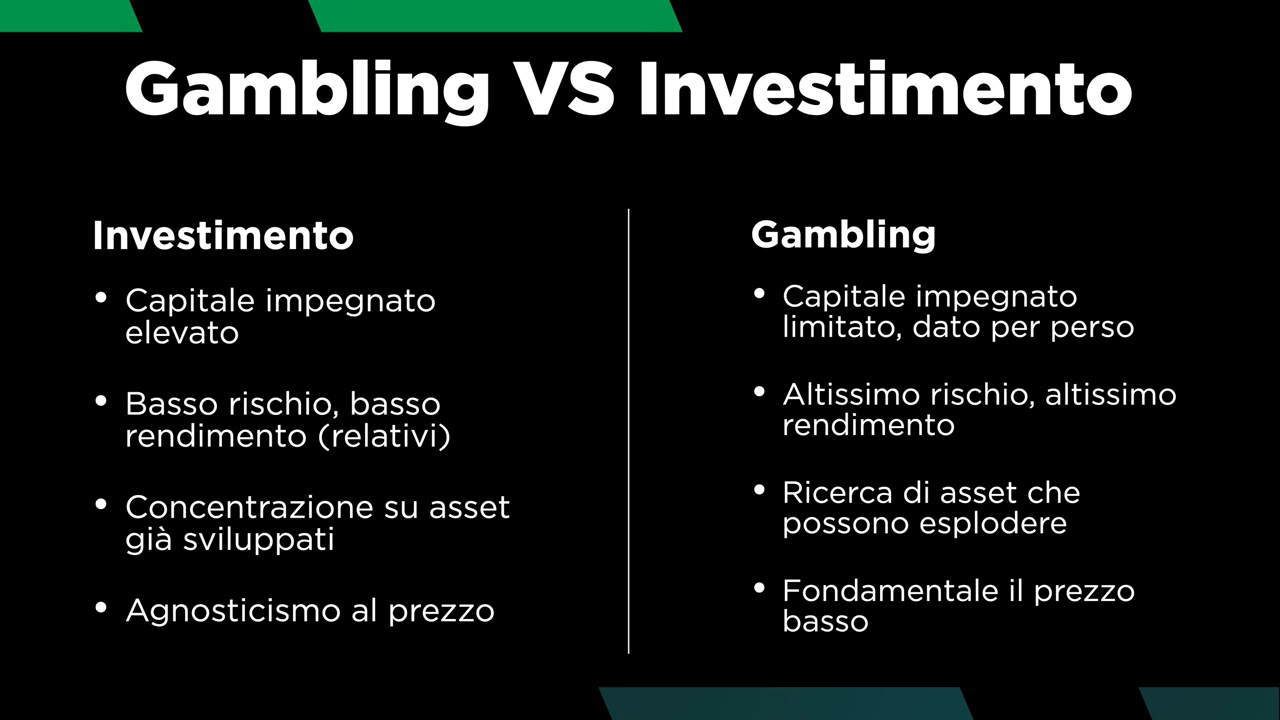 Gambling VS Investimento
Investimento
• Capitale impegnato
elevato
• Basso rischio, basso
rendimento (relativi)
• Concentrazione su asset
già sviluppati
• Agnosticismo al prezzo
Gambling
• Capitale impegnato
limitato, dato per perso
• Altissimo rischio, altissimo
rendimento
• Ricerca di asset che
possono esplodere
• Fondamentale il prezzo
basso